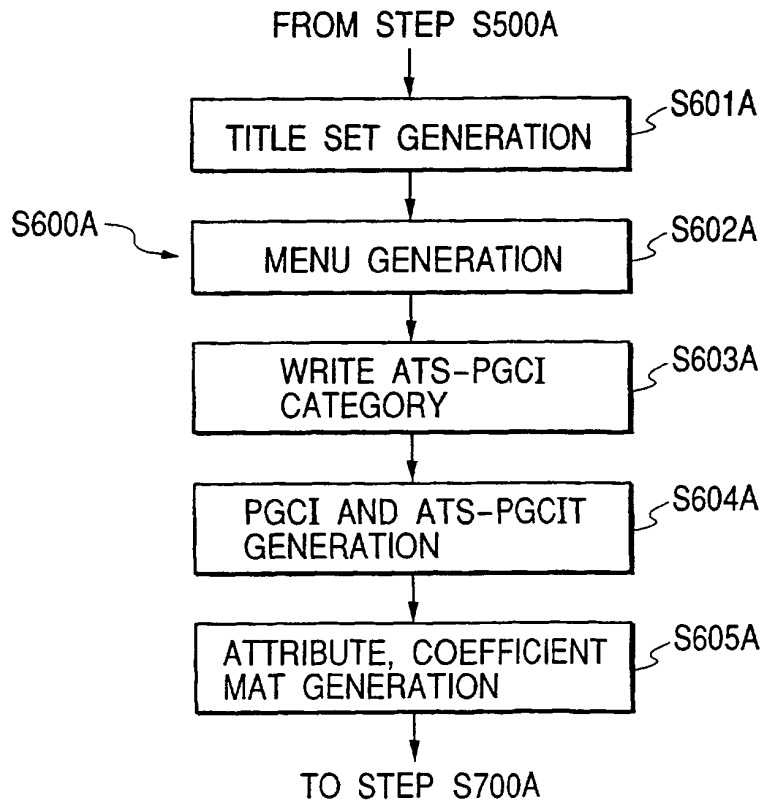 FROM STEP S500A
S601A
TITLE SET GENERATION
S600A
S602A
MENU GENERATION
S603A
WRITE ATS-PGCI
CATEGORY
S604A
PGCI AND ATS-PGCIT
GENERATION
S605A
ATTRIBUTE, COEFFICIENT
MAT GENERATION
TO STEP S700A